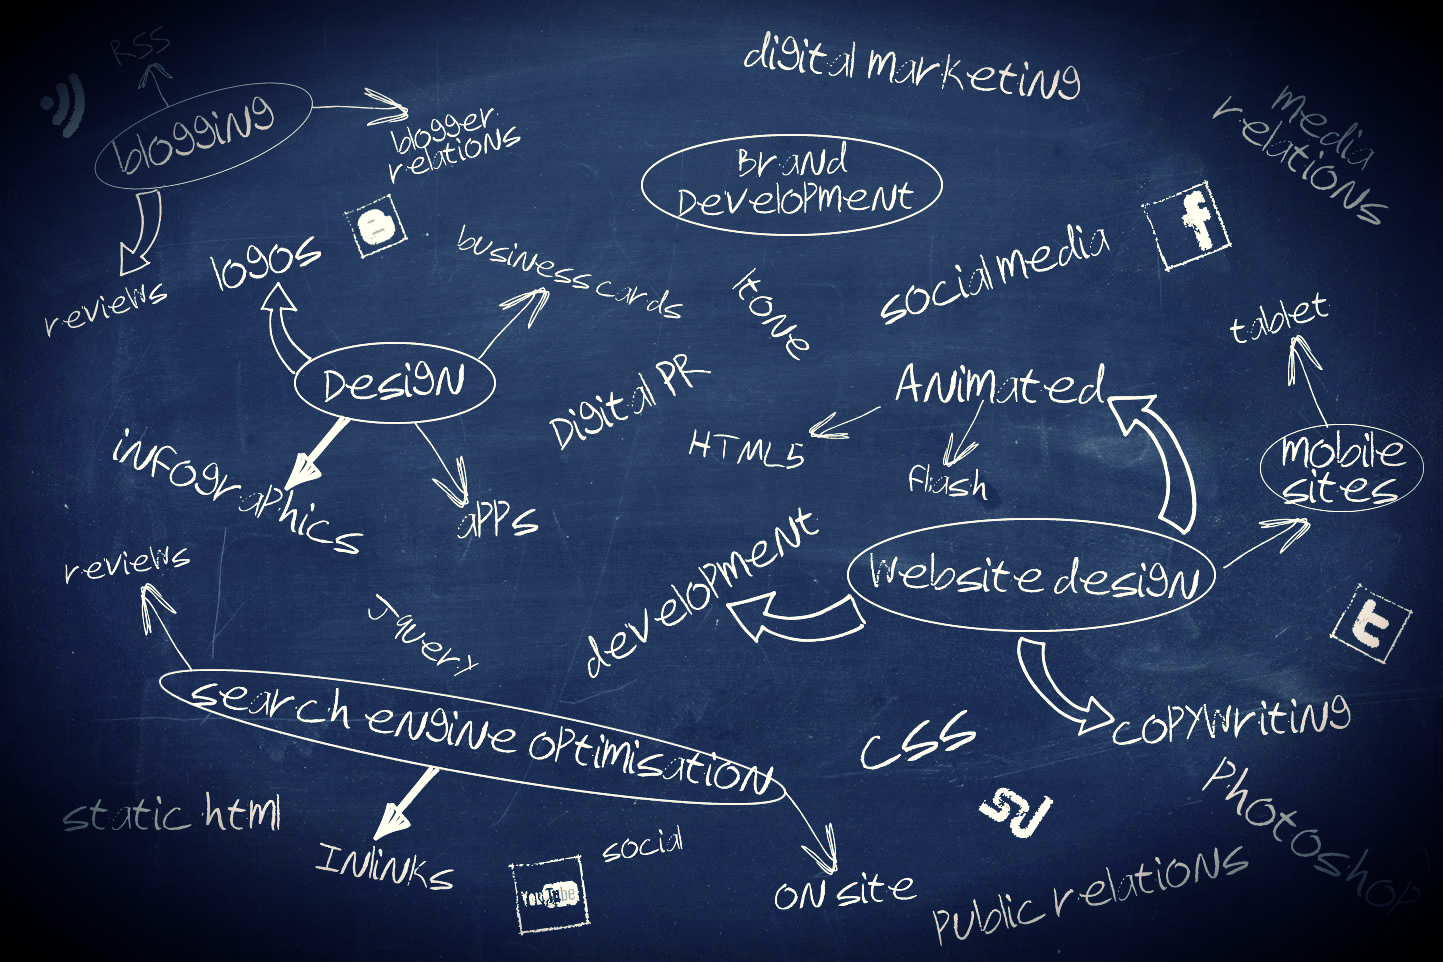 RSS
digital marketing
blogging
blogger
relations
media
relations
Brand
Development
logos
business cards
social media
f
reviews
tone
tablet
Design
Digital PR
Animated
HTML5
flash
mobile
sites
infographics
apps
reviews
development
website design
t
Jquery
search engine optimisation
css
copywriting
Photoshop
static html
Inlinks
social
YouTube
on site
Public relations